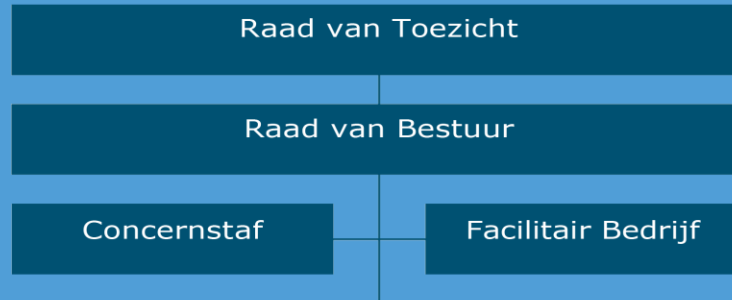 Raad van Toezicht
Raad van Bestuur
Concernstaf
Facilitair Bedrijf